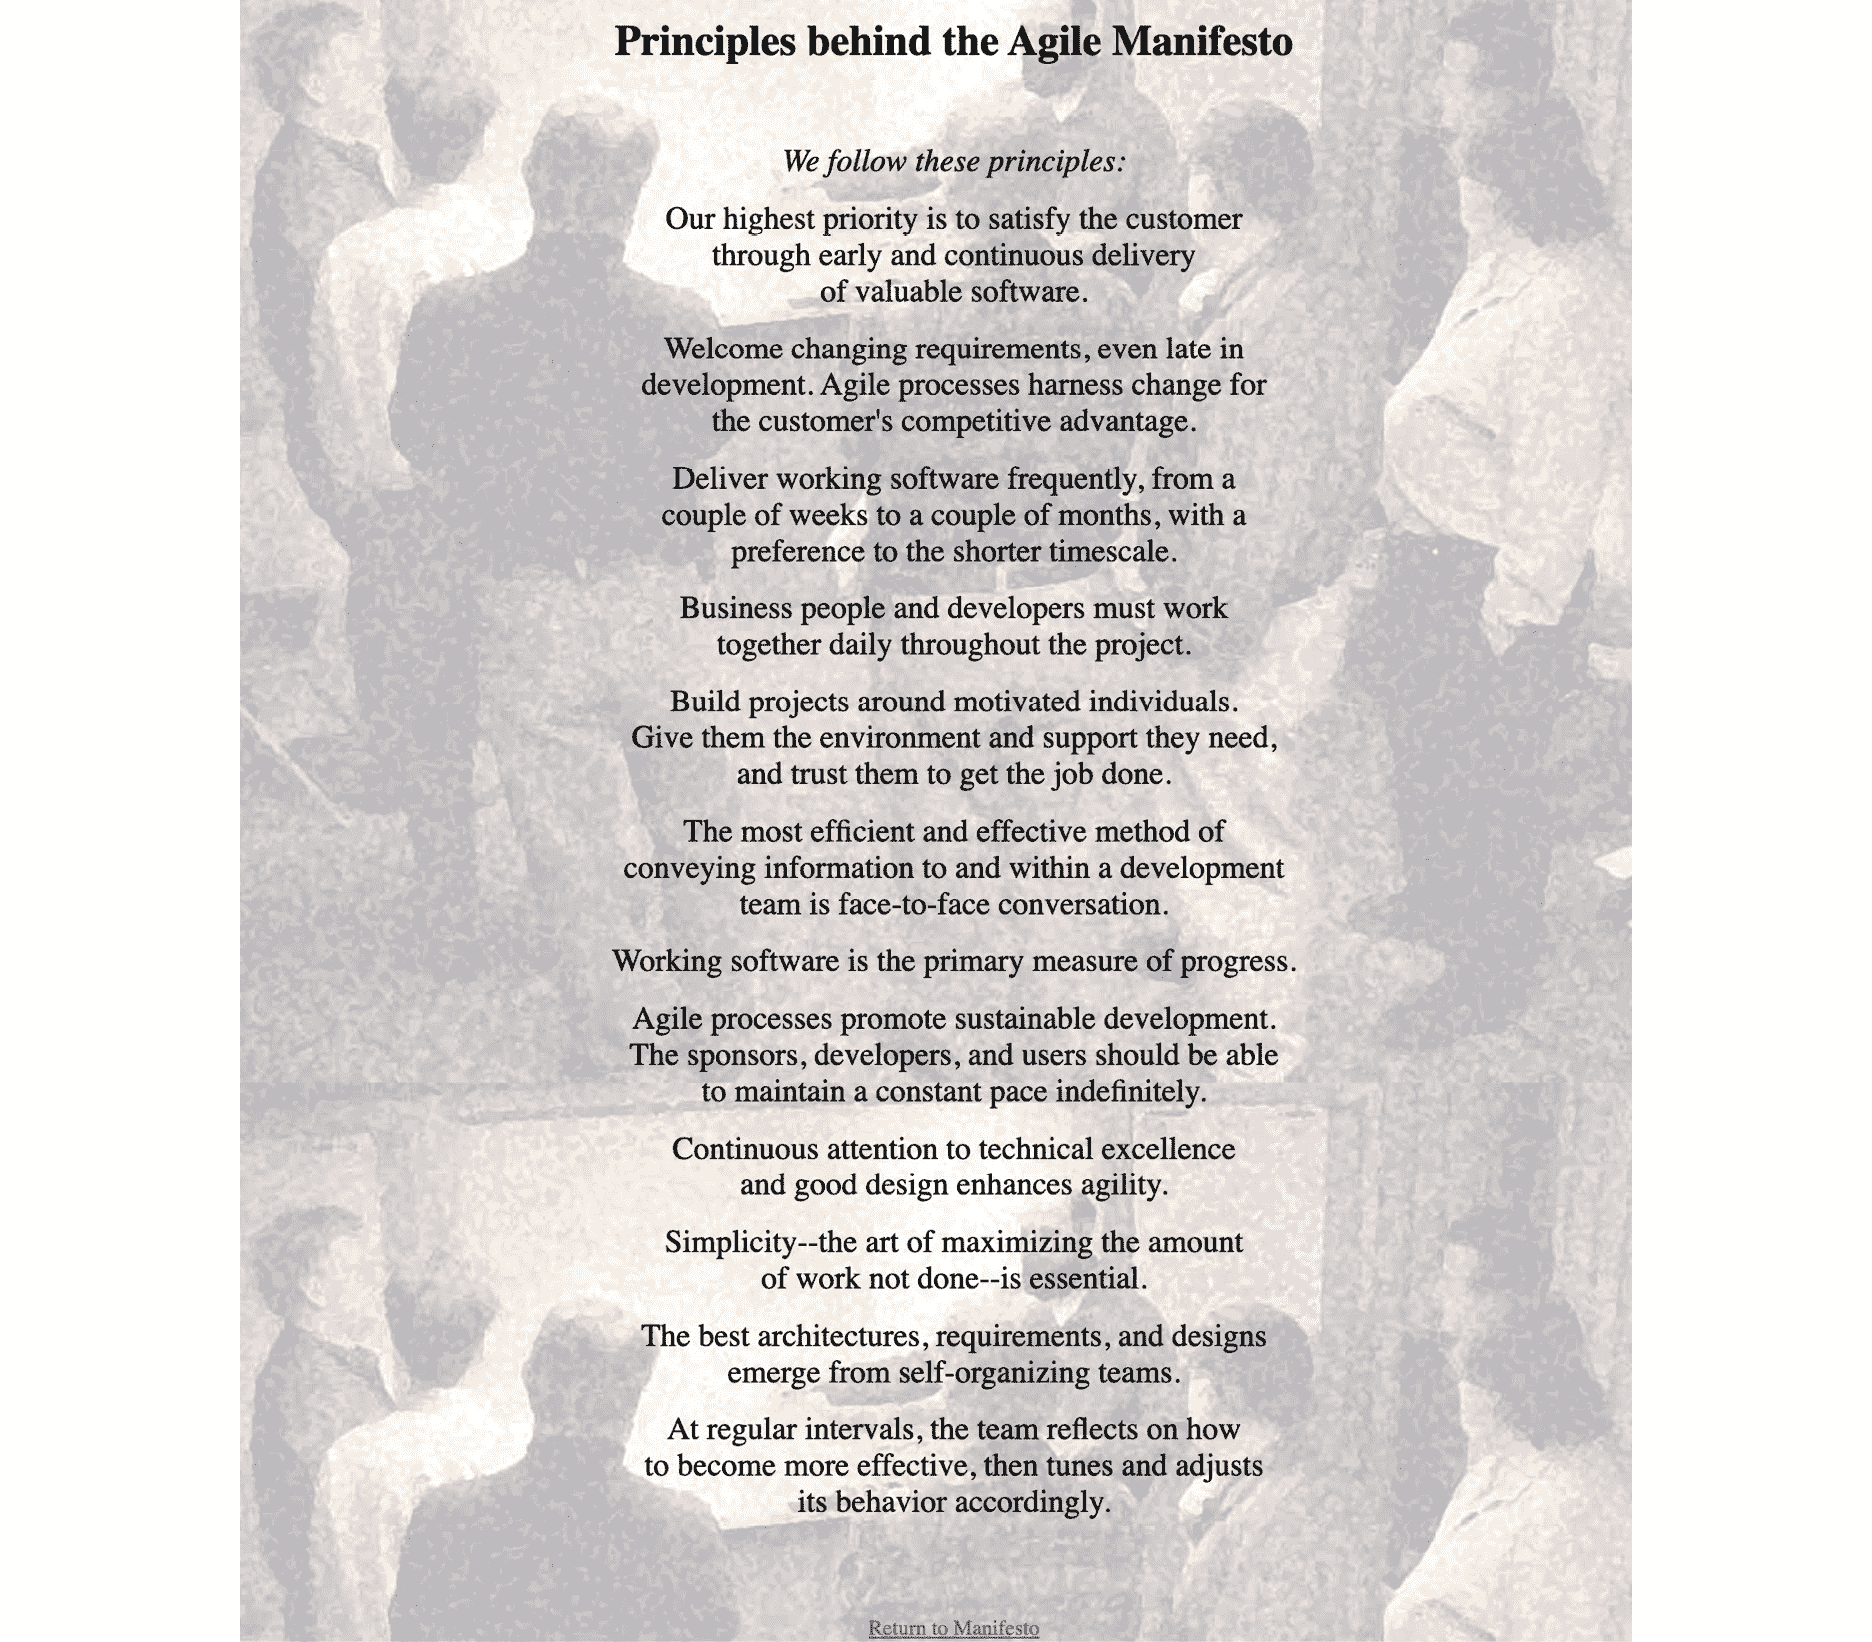 Principles behind the Agile Manifesto
We follow these principles:
Our highest priority is to satisfy the customer
through early and continuous delivery
of valuable software.
Welcome changing requirements, even late in
development. Agile processes harness change for
the customer's competitive advantage.
Deliver working software frequently, from a
couple of weeks to a couple of months, with a
preference to the shorter timescale.
Business people and developers must work
together daily throughout the project.
Build projects around motivated individuals.
Give them the environment and support they need,
and trust them to get the job done.
The most efficient and effective method of
conveying information to and within a development
team is face-to-face conversation.
Working software is the primary measure of progress.
Agile processes promote sustainable development.
The sponsors, developers, and users should be able
to maintain a constant pace indefinitely.
Continuous attention to technical excellence
and good design enhances agility.
Simplicity--the art of maximizing the amount
of work not done--is essential.
The best architectures, requirements, and designs
emerge from self-organizing teams.
At regular intervals, the team reflects on how
to become more effective, then tunes and adjusts
its behavior accordingly.
Return to Manifesto